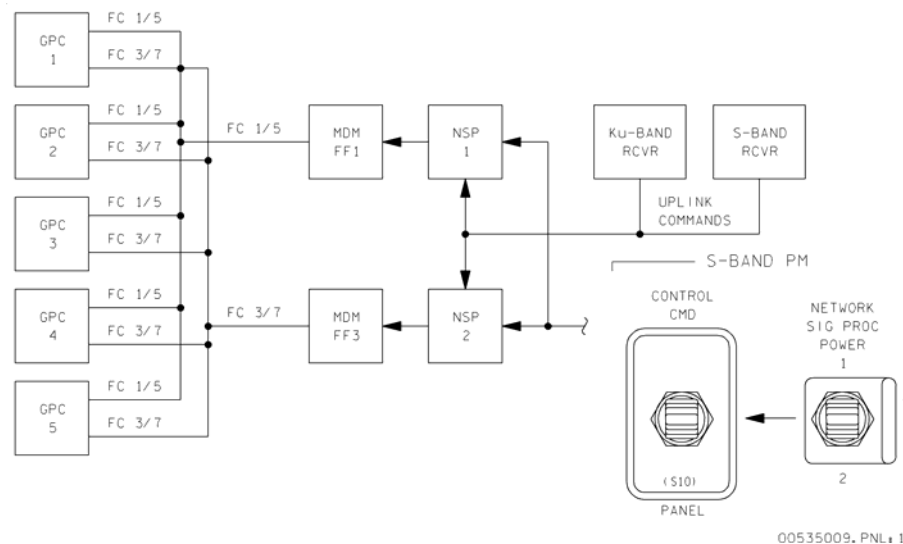 FC 1/5
GPC
1
FC 3/7
FC 1/5
GPC
2
FC 3/7
FC 1/5
GPC
3
FC 3/7
FC 1/5
GPC
4
FC 3/7
FC 1/5
GPC
5
FC 3/7
FC 1/5
MDM
FF1
NSP
1
FC 3/7
MDM
FF3
NSP
2
Ku-BAND
RCVR
S-BAND
RCVR
UPLINK
COMMANDS
S-BAND PM
CONTROL
CMD
(S10)
PANEL
NETWORK
SIG PROC
POWER
1
2
00535009.PNL; 1